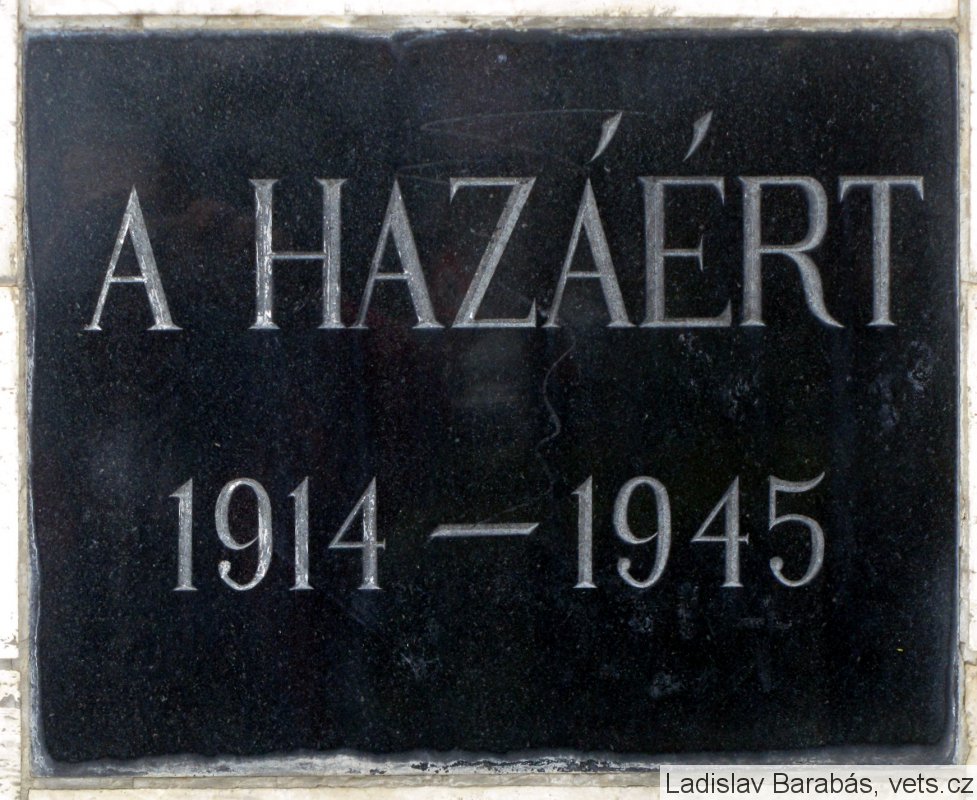 A HAZÁÉRT
1914 – 1945
Ladislav Barabás, vets.cz